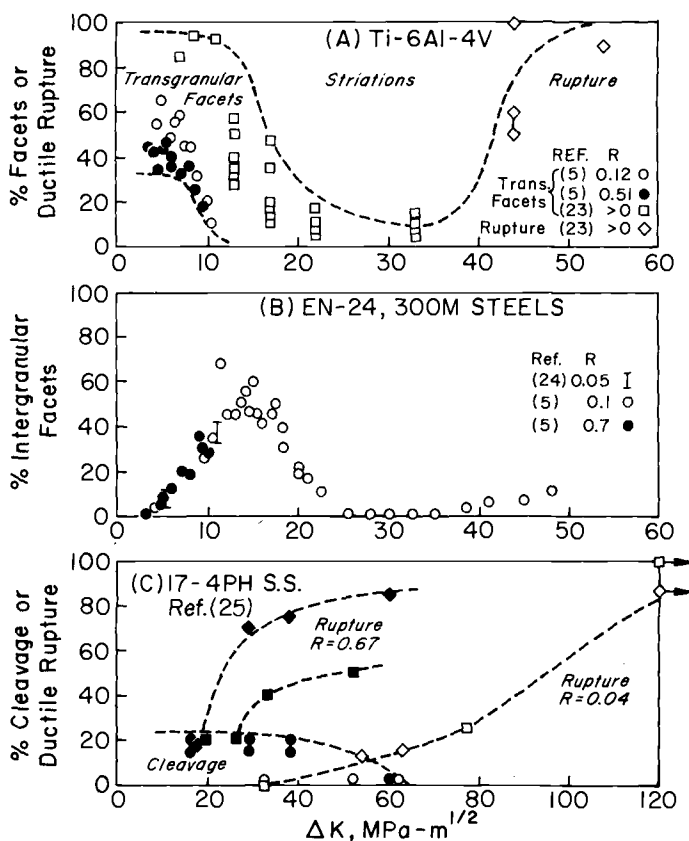 (A) Ti-6Al-4V
% Facets or
Ductile Rupture
100
80
60
40
20
0
Transgranular
Facets
Striations
Rupture
REF. R
Trans. Facets
(5) 0.12 ○
(5) 0.51 ●
(23) >0 □
Rupture (23) >0 ◇
0 10 20 30 40 50 60
(B) EN-24, 300M STEELS
% Intergranular
Facets
100
80
60
40
20
0
Ref. R
(24) 0.05 I
(5) 0.1 ○
(5) 0.7 ●
0 10 20 30 40 50 60
(C) 17-4PH S.S.
Ref. (25)
% Cleavage or
Ductile Rupture
100
80
60
40
20
0
Rupture
R=0.67
Rupture
R=0.04
Cleavage
0 20 40 60 80 100 120
ΔK, MPa-m^1/2